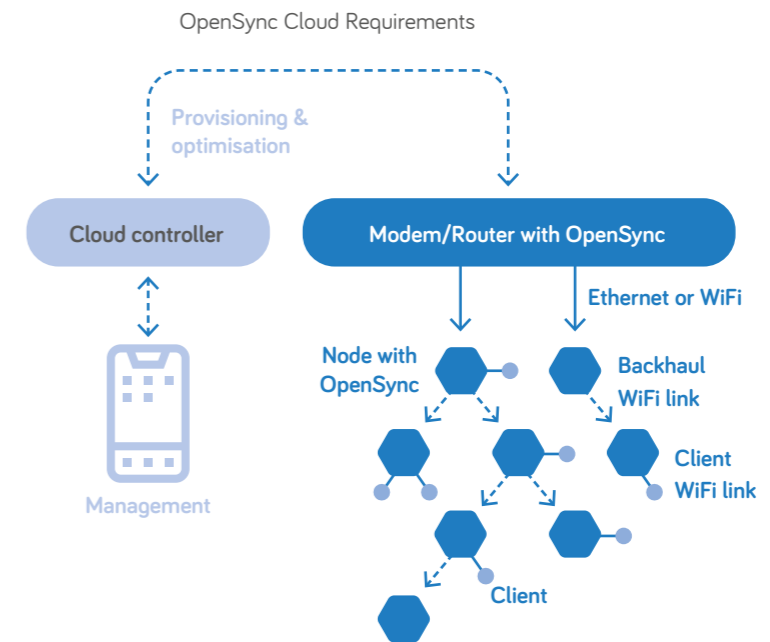 OpenSync Cloud Requirements
Provisioning &
optimisation
Cloud controller
Modem/Router with OpenSync
Ethernet or WiFi
Node with
OpenSync
Backhaul
WiFi link
Client
WiFi link
Management
Client